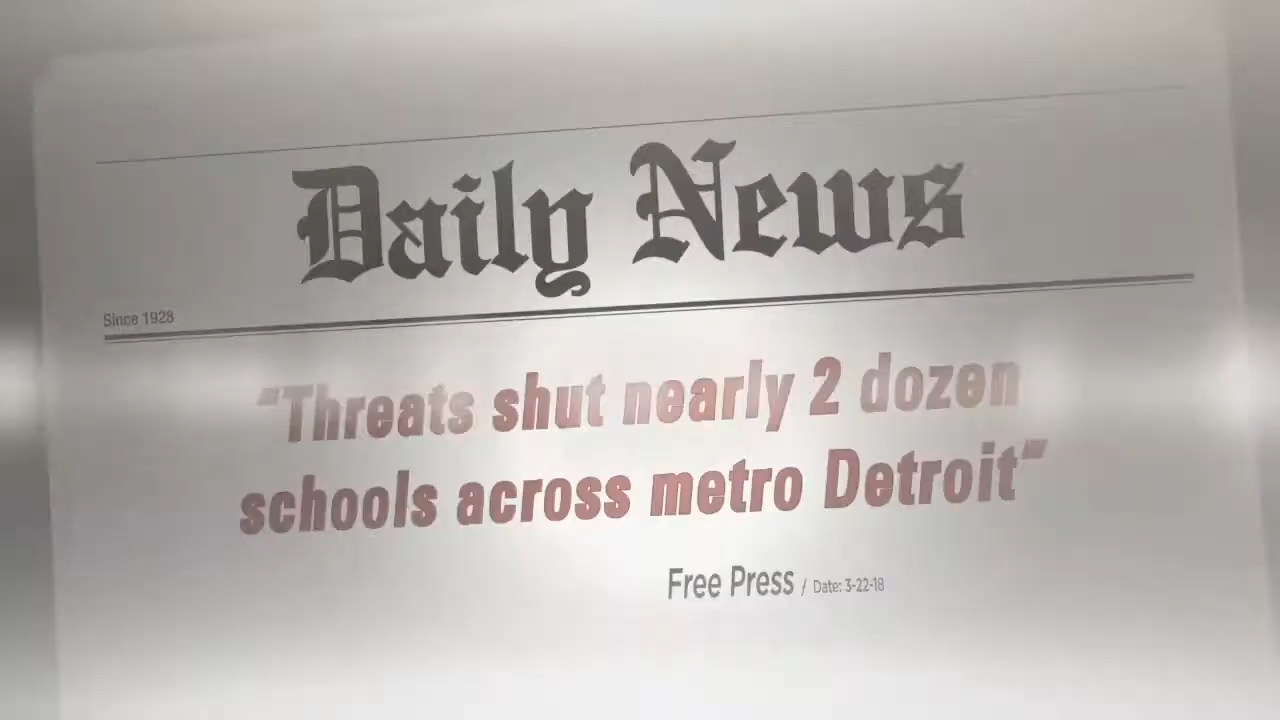 Daily News
Since 1928
"Threats shut nearly 2 dozen
schools across metro Detroit"
Free Press / Date: 3-22-18